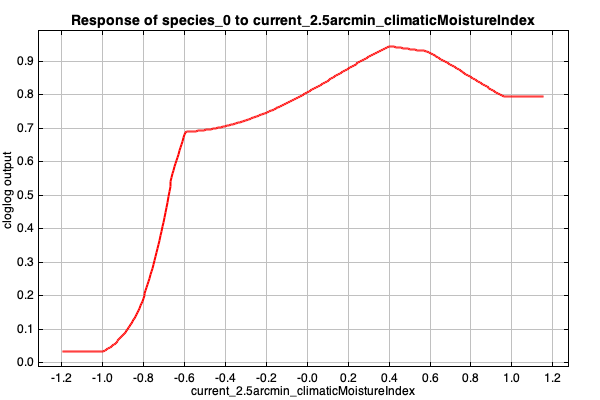 Response of species_0 to current_2.5arcmin_climaticMoistureIndex
cloglog output
0.9
0.8
0.7
0.6
0.5
0.4
0.3
0.2
0.1
0.0
-1.2 -1.0 -0.8 -0.6 -0.4 -0.2 0.0 0.2 0.4 0.6 0.8 1.0 1.2
current_2.5arcmin_climaticMoistureIndex